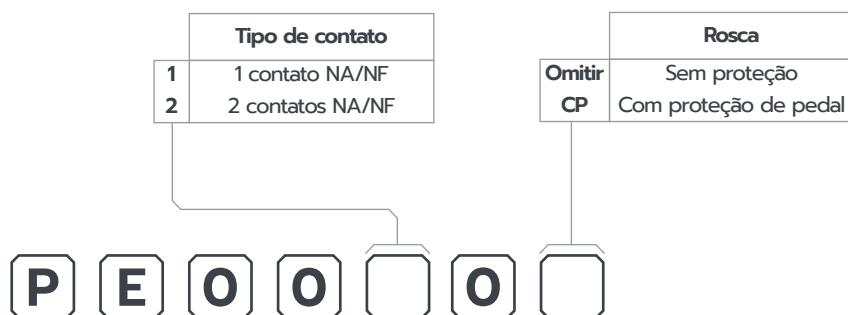 Tipo de contato
1 1 contato NA/NF
2 2 contatos NA/NF
Rosca
Omitir Sem proteção
CP Com proteção de pedal
P E 0 0 0